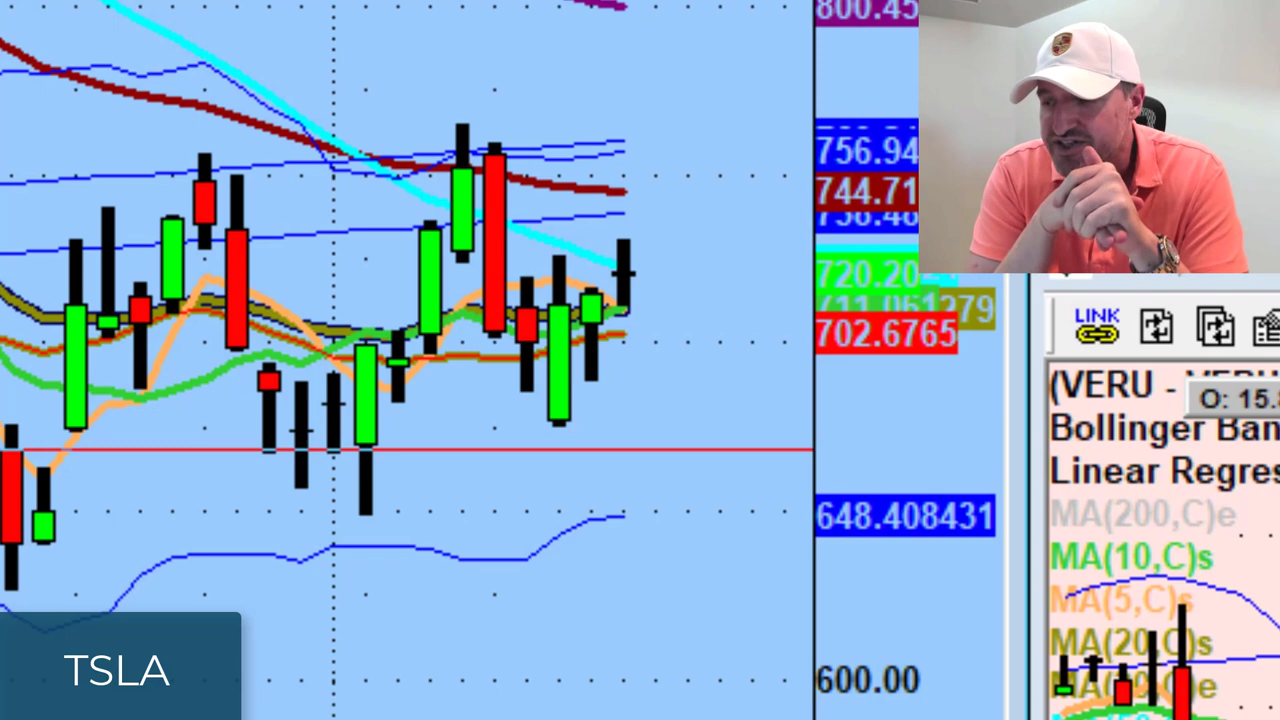 800.45
756.94
744.71
720.20
702.6765
648.408431
600.00
LINK
(VERU -
O: 15.
Bollinger Ban
Linear Regres
MA(200,C)e
MA(10,C)s
MA(5,C)s
MA(20,C)s
TSLA